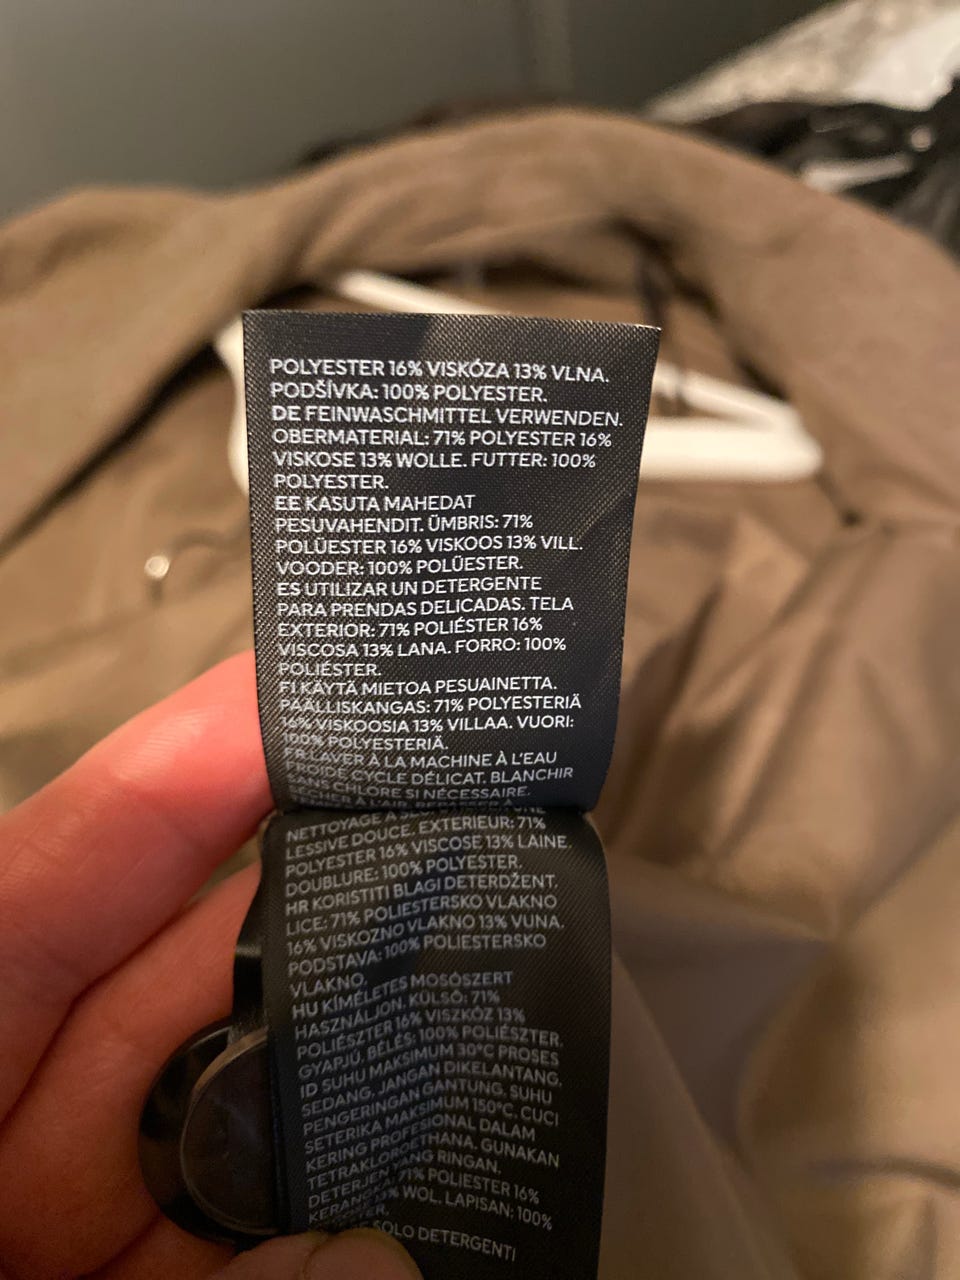 POLYESTER 16% VISKÓZA 13% VLNA.
PODŠÍVKA: 100% POLYESTER.
DE FEINWASCHMITTEL VERWENDEN.
OBERMATERIAL: 71% POLYESTER 16%
VISKOSE 13% WOLLE. FUTTER: 100%
POLYESTER.
EE KASUTA MAHEDAT
PESUVAHENDIT. ÜMBRIS: 71%
POLÜESTER 16% VISKOOS 13% VILL.
VOODER: 100% POLÜESTER.
ES UTILIZAR UN DETERGENTE
PARA PRENDAS DELICADAS. TELA
EXTERIOR: 71% POLIÉSTER 16%
VISCOSA 13% LANA. FORRO: 100%
POLIÉSTER.
FI KÄYTÄ MIETOA PESUAINETTA.
PÄÄLLISKANGAS: 71% POLYESTERIÄ
16% VISKOOSIA 13% VILLAA. VUORI:
100% POLYESTERIÄ.
FR LAVER À LA MACHINE À L'EAU
FROIDE CYCLE DÉLICAT. BLANCHIR
SANS CHLORE SI NÉCESSAIRE.
SÉCHER À L'AIR. REPASSER À
NETTOYAGE À
LESSIVE DOUCE. EXTERIEUR: 71%
POLYESTER 16% VISCOSE 13% LAINE.
DOUBLURE: 100% POLYESTER.
HR KORISTITI BLAGI DETERDŽENT.
LICE: 71% POLIESTERSKO VLAKNO
16% VISKOZNO VLAKNO 13% VUNA.
PODSTAVA: 100% POLIESTERSKO
VLAKNO.
HU KÍMÉLETES MOSÓSZERT
HASZNÁLJON. KÜLSŐ: 71%
POLIÉSZTER 16% VISZKÓZ 13%
GYAPJÚ. BÉLÉS: 100% POLIÉSZTER.
ID SUHU MAKSIMUM 30°C PROSES
SEDANG. JANGAN DIKELANTANG.
PENGERINGAN GANTUNG. SUHU
SETERIKA MAKSIMUM 150°C. CUCI
KERING PROFESIONAL DALAM
TETRAKLOROETHANA. GUNAKAN
DETERJEN YANG RINGAN.
71% POLIESTER 16%
WOL. LAPISAN: 100%
SOLO DETERGENTI